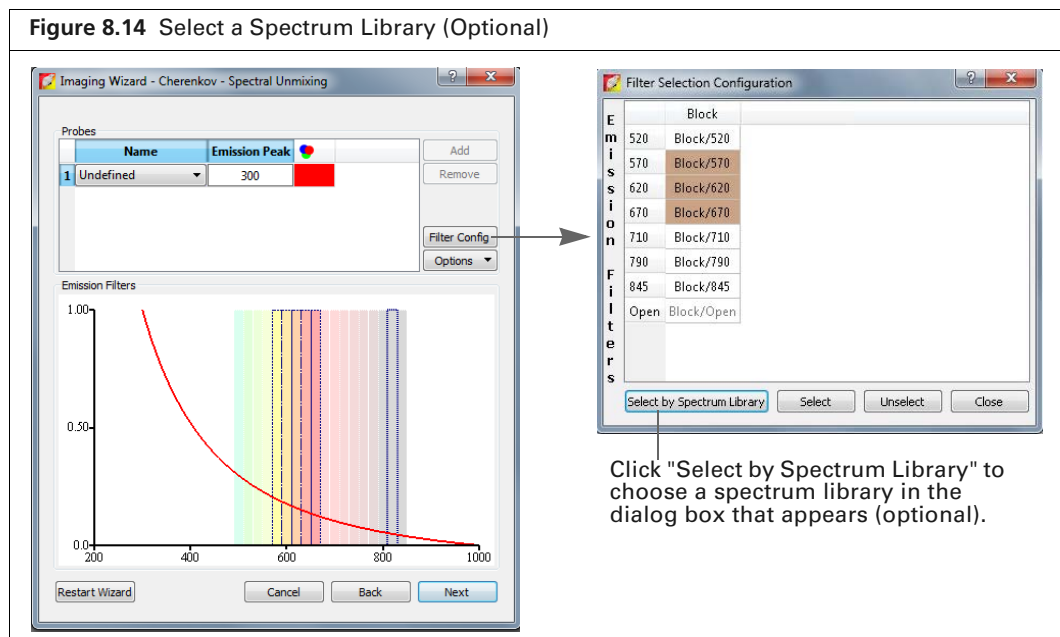 Figure 8.14 Select a Spectrum Library (Optional)
Imaging Wizard - Cherenkov - Spectral Unmixing
Probes
Name Emission Peak
Add
1 Undefined 300
Remove
Filter Config
Options
Emission Filters
1.00
0.50
0.0
200 400 600 800 1000
Restart Wizard Cancel Back Next
Filter Selection Configuration
Emission Filters
Block
520 Block/520
570 Block/570
620 Block/620
670 Block/670
710 Block/710
790 Block/790
845 Block/845
Open Block/Open
Select by Spectrum Library Select Unselect Close
Click "Select by Spectrum Library" to
choose a spectrum library in the
dialog box that appears (optional).